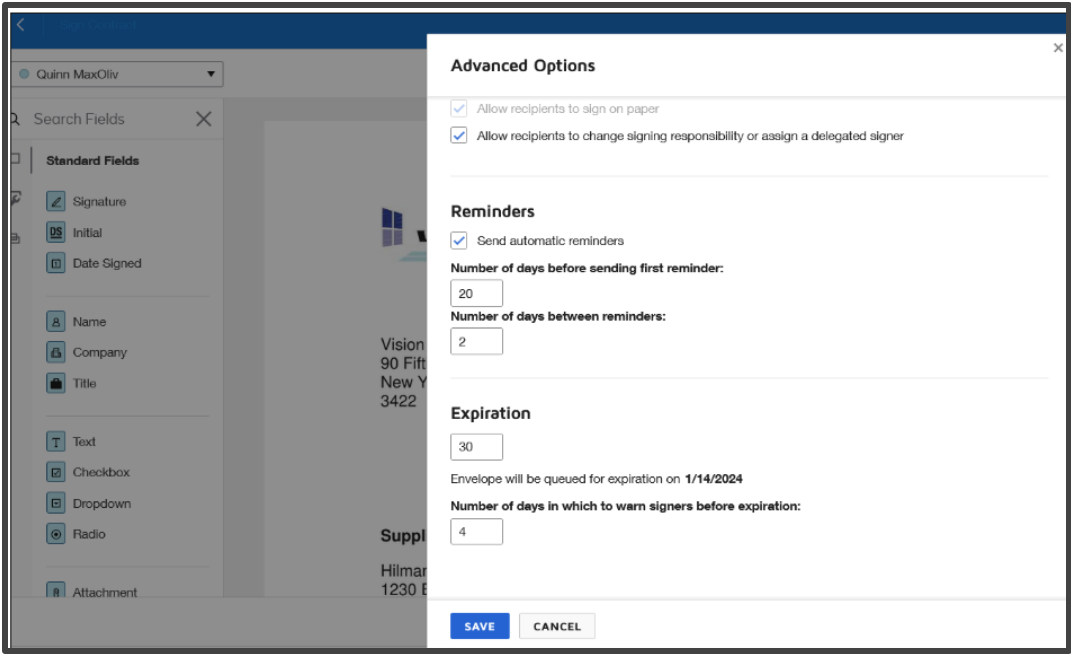 Sign Contract
Advanced Options
Quinn MaxOliv
Search Fields
Standard Fields
Signature
DS Initial
Date Signed
Name
Company
Title
T Text
Checkbox
Dropdown
Radio
Attachment
Vision
90 Fift
New Y
3422
Suppl
Hilmar
1230 E
Allow recipients to sign on paper
Allow recipients to change signing responsibility or assign a delegated signer
Reminders
Send automatic reminders
Number of days before sending first reminder:
20
Number of days between reminders:
2
Expiration
30
Envelope will be queued for expiration on 1/14/2024
Number of days in which to warn signers before expiration:
4
SAVE
CANCEL